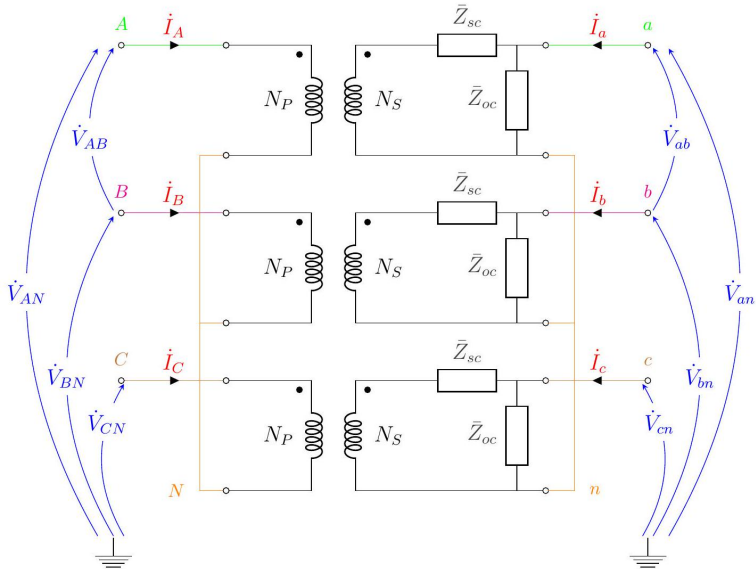 A İ_A Z̄_sc İ_a a
N_P N_S Z̄_oc
V̇_AB V̇_ab
B İ_B Z̄_sc İ_b b
N_P N_S Z̄_oc
V̇_AN V̇_an
C İ_C Z̄_sc İ_c c
V̇_BN V̇_bn
V̇_CN N_P N_S Z̄_oc V̇_cn
N n